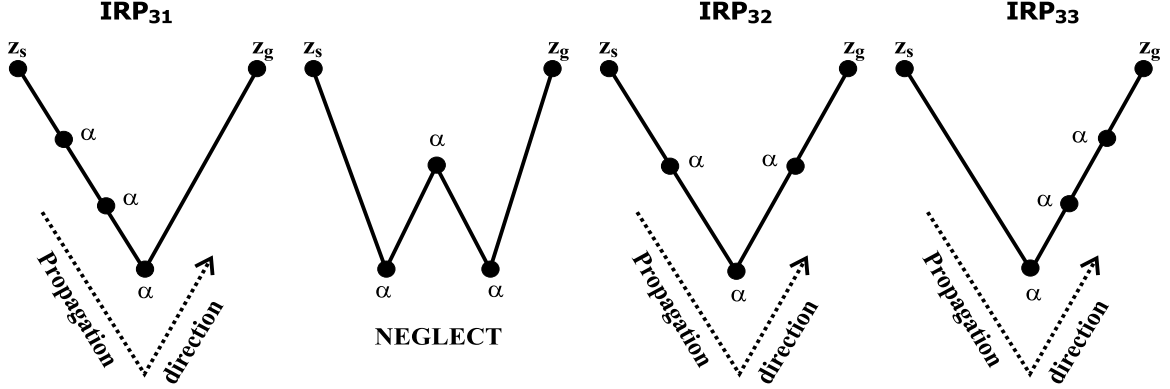 IRP31
IRP32
IRP33
zs
zg
zs
zg
zs
zg
zs
zg
α
α
α
α
α
α
α
α
α
α
α
α
Propagation
direction
NEGLECT
Propagation
direction
Propagation
direction